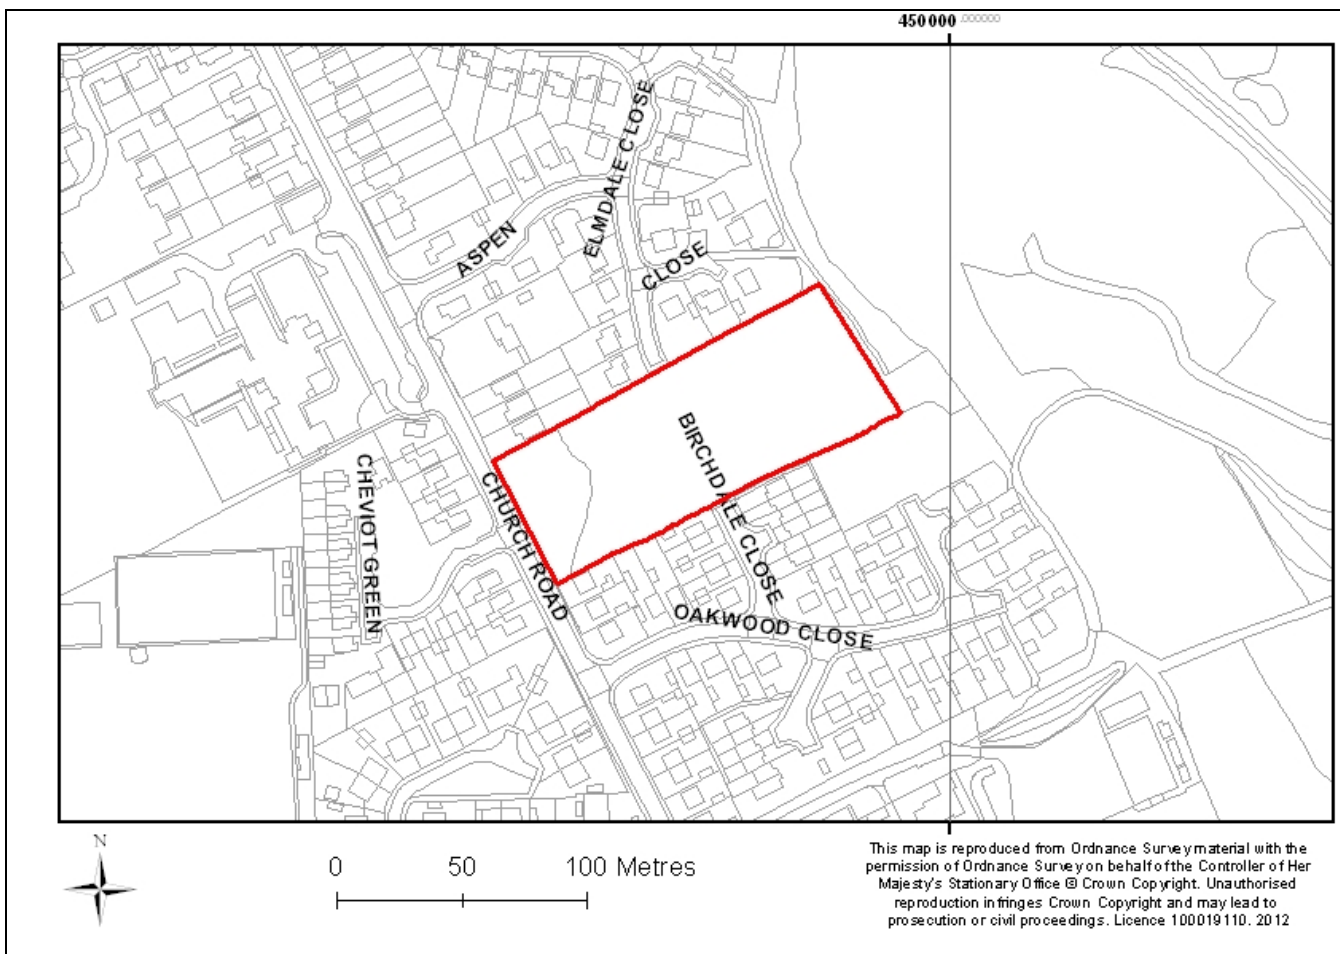 450000 .000000
ELMDALE CLOSE
ASPEN
CLOSE
BIRCHDALE CLOSE
CHEVIOT GREEN
CHURCH ROAD
OAKWOOD CLOSE
N
0 50 100 Metres
This map is reproduced from Ordnance Survey material with the
permission of Ordnance Survey on behalf of the Controller of Her
Majesty's Stationary Office © Crown Copyright. Unauthorised
reproduction infringes Crown Copyright and may lead to
prosecution or civil proceedings. Licence 100019110. 2012